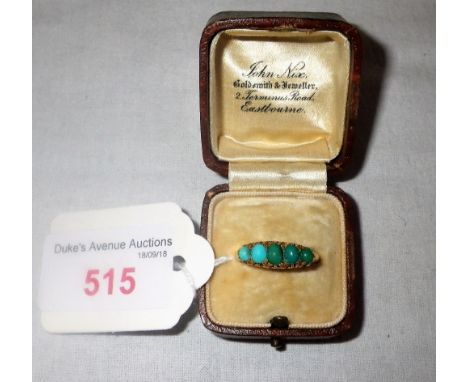 John Nix,
Goldsmith & Jeweller,
2 Terminus Road,
Eastbourne.
Duke's Avenue Auctions
18/09/18
515